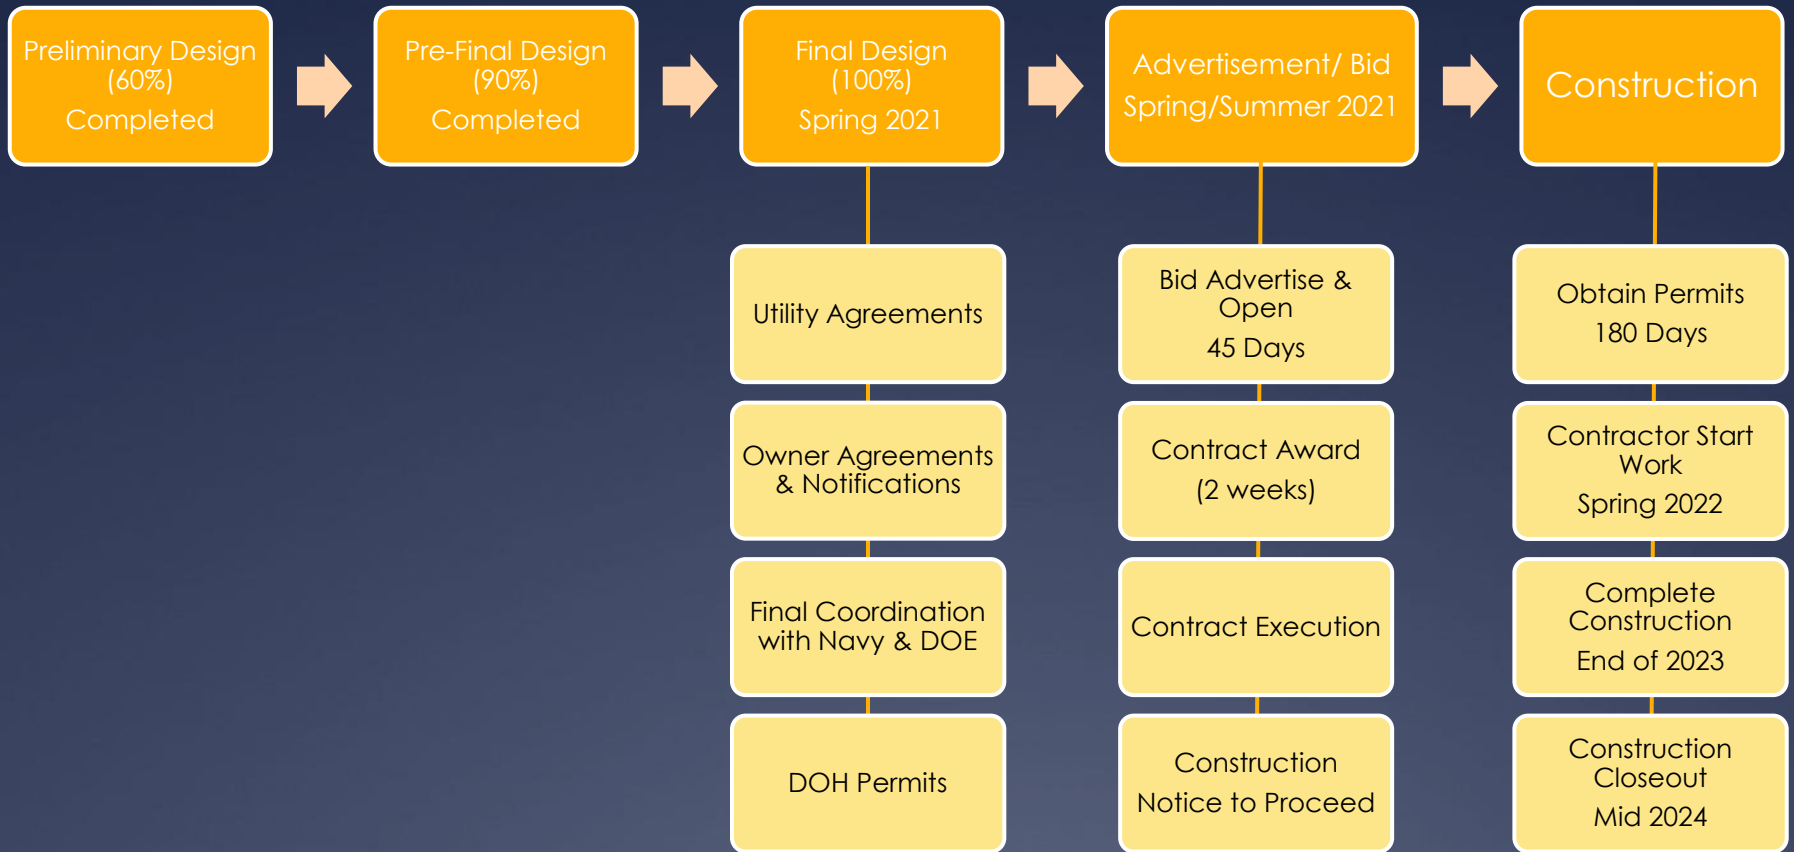 Preliminary Design
(60%)
Completed
Pre-Final Design
(90%)
Completed
Final Design
(100%)
Spring 2021
Advertisement/ Bid
Spring/Summer 2021
Construction
Utility Agreements
Owner Agreements
& Notifications
Final Coordination
with Navy & DOE
DOH Permits
Bid Advertise &
Open
45 Days
Contract Award
(2 weeks)
Contract Execution
Construction
Notice to Proceed
Obtain Permits
180 Days
Contractor Start
Work
Spring 2022
Complete
Construction
End of 2023
Construction
Closeout
Mid 2024